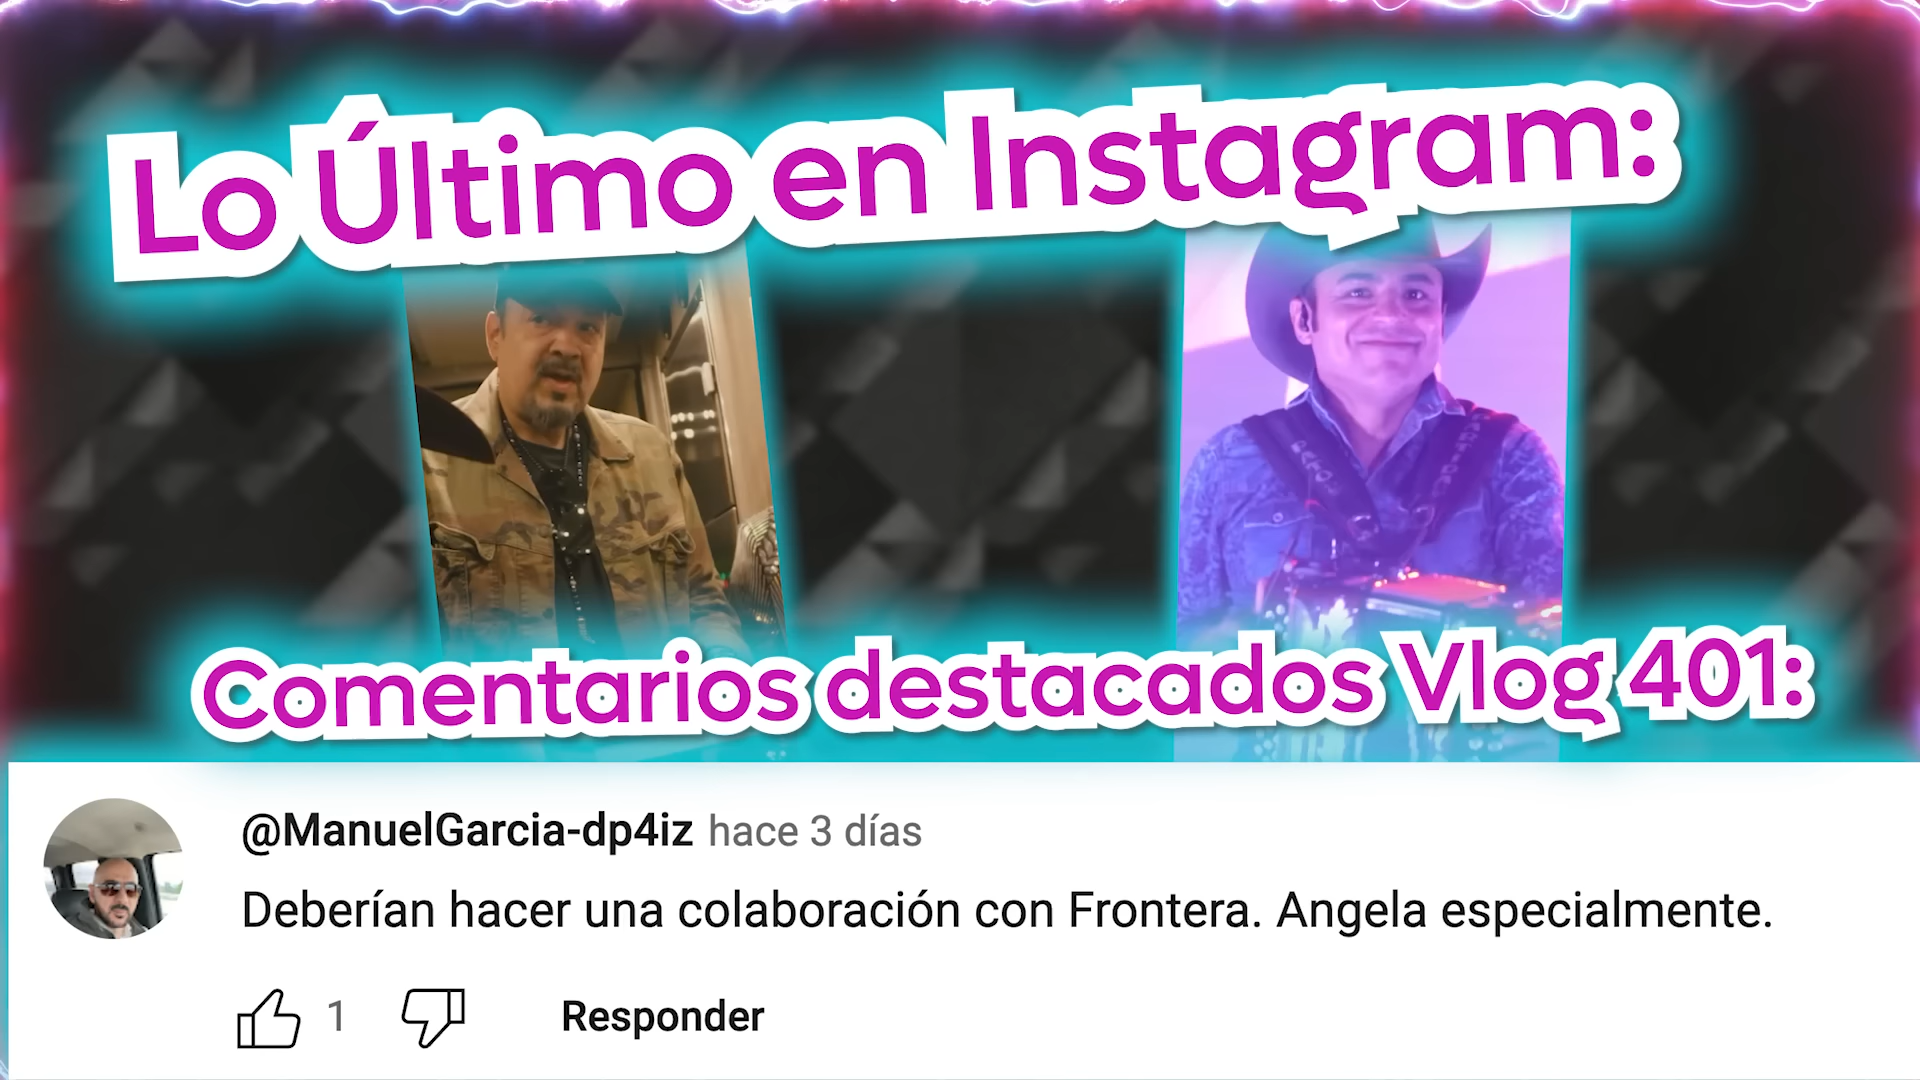 Lo Último en Instagram:
Comentarios destacados Vlog 401:
@ManuelGarcia-dp4iz hace 3 días
Deberían hacer una colaboración con Frontera. Angela especialmente.
1 Responder